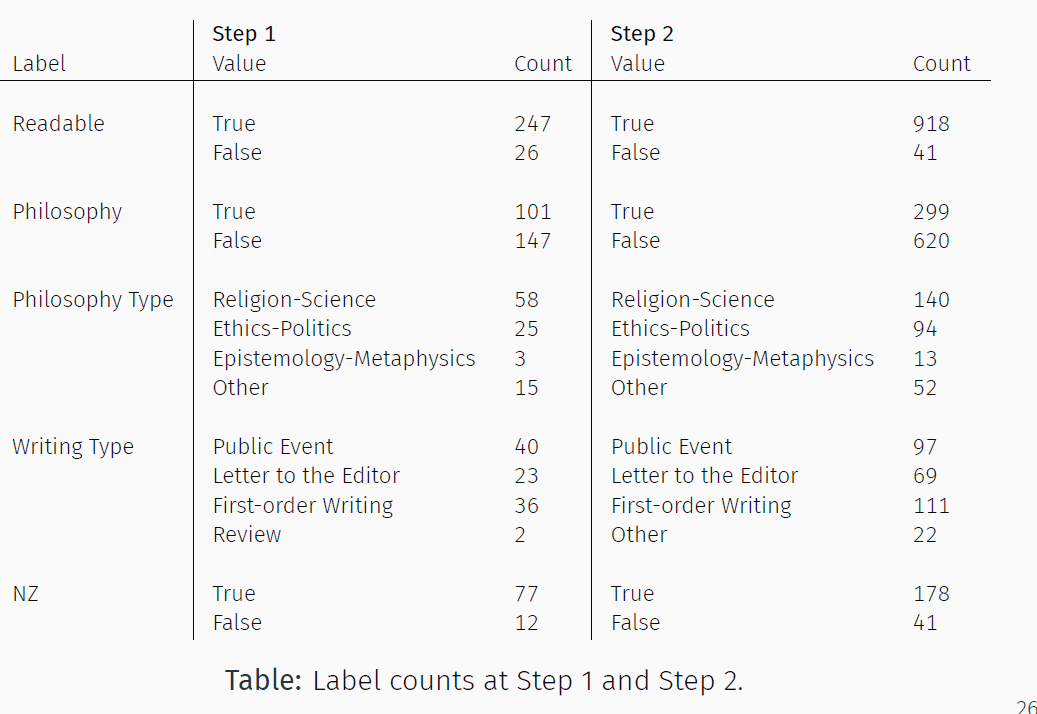 Step 1 Step 2
Label Value Count Value Count
Readable True 247 True 918
False 26 False 41
Philosophy True 101 True 299
False 147 False 620
Philosophy Type Religion-Science 58 Religion-Science 140
Ethics-Politics 25 Ethics-Politics 94
Epistemology-Metaphysics 3 Epistemology-Metaphysics 13
Other 15 Other 52
Writing Type Public Event 40 Public Event 97
Letter to the Editor 23 Letter to the Editor 69
First-order Writing 36 First-order Writing 111
Review 2 Other 22
NZ True 77 True 178
False 12 False 41
Table: Label counts at Step 1 and Step 2.
26